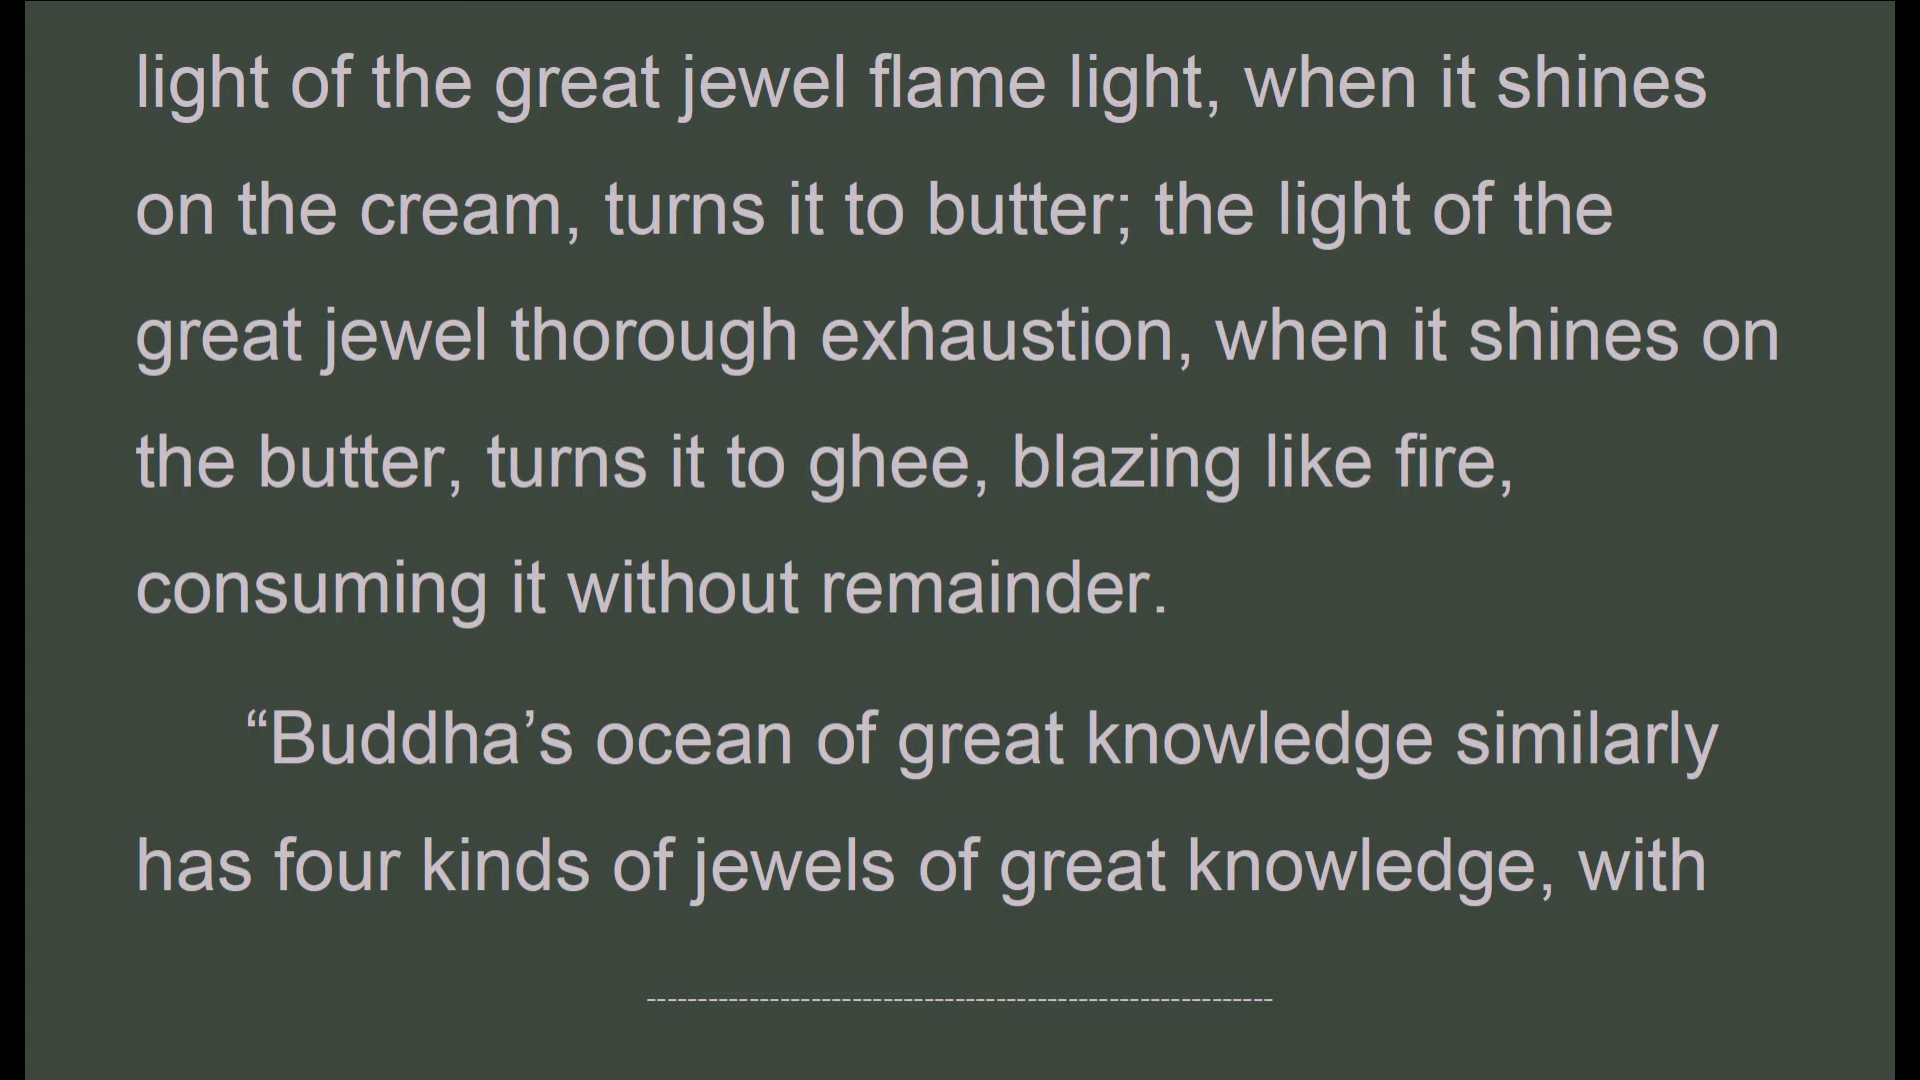 light of the great jewel flame light, when it shines
on the cream, turns it to butter; the light of the
great jewel thorough exhaustion, when it shines on
the butter, turns it to ghee, blazing like fire,
consuming it without remainder.
“Buddha’s ocean of great knowledge similarly
has four kinds of jewels of great knowledge, with
-------------------------------------------------------------